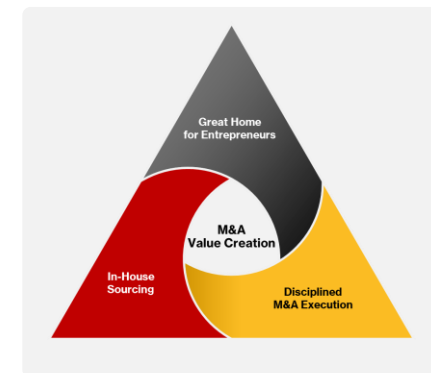 Great Home
for Entrepreneurs
M&A
Value Creation
In-House
Sourcing
Disciplined
M&A Execution